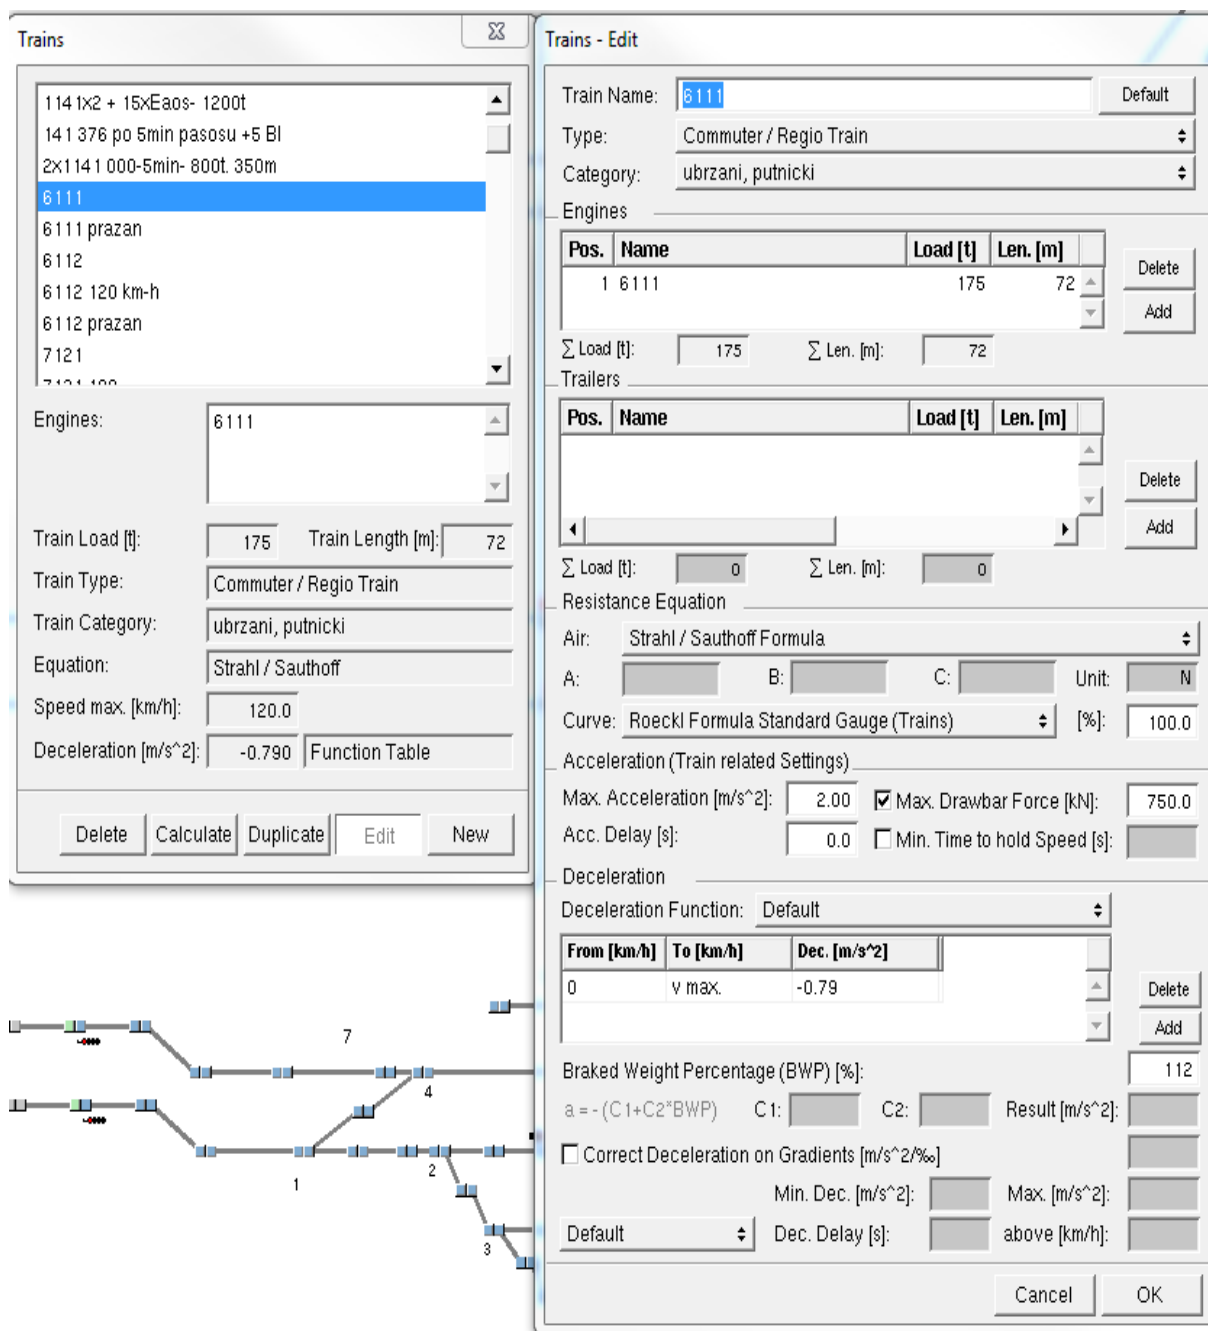 Trains
1141x2 + 15xEaos- 1200t
141 376 po 5min pasosu +5 Bl
2X1141 000-5min- 800t. 350m
6111
6111 prazan
6112
6112 120 km-h
6112 prazan
7121
Engines: 6111
Train Load [t]: 175 Train Length [m]: 72
Train Type: Commuter / Regio Train
Train Category: ubrzani, putnicki
Equation: Strahl / Sauthoff
Speed max. [km/h]: 120.0
Deceleration [m/s^2]: -0.790 Function Table
Delete Calculate Duplicate Edit New
Trains - Edit
Train Name: 6111 Default
Type: Commuter / Regio Train
Category: ubrzani, putnicki
Engines
Pos. Name Load [t] Len. [m]
1 6111 175 72
Delete
Add
∑ Load [t]: 175 ∑ Len. [m]: 72
Trailers
Pos. Name Load [t] Len. [m]
Delete
Add
∑ Load [t]: 0 ∑ Len. [m]: 0
Resistance Equation
Air: Strahl / Sauthoff Formula
A: B: C: Unit: N
Curve: Roeckl Formula Standard Gauge (Trains) [%]: 100.0
Acceleration (Train related Settings)
Max. Acceleration [m/s^2]: 2.00 Max. Drawbar Force [kN]: 750.0
Acc. Delay [s]: 0.0 Min. Time to hold Speed [s]:
Deceleration
Deceleration Function: Default
From [km/h] To [km/h] Dec. [m/s^2]
0 v max. -0.79
Delete
Add
Braked Weight Percentage (BWP) [%]: 112
a = - (C1+C2*BWP) C1: C2: Result [m/s^2]:
Correct Deceleration on Gradients [m/s^2/‰]
Min. Dec. [m/s^2]: Max. [m/s^2]:
Default Dec. Delay [s]: above [km/h]:
Cancel OK
7
4
1
2
3